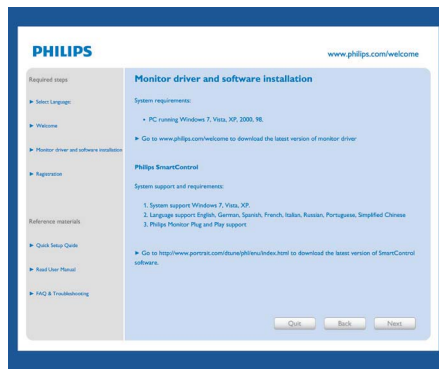 PHILIPS
www.philips.com/welcome
Required steps
Select Language:
Welcome
Monitor driver and software installation
Registration
Reference materials
Quick Setup Quide
Read User Manual
FAQ & Troubleshooting
Monitor driver and software installation
System requirements:
• PC running Windows 7, Vista, XP, 2000, 98,
Go to www.philips.com/welcome to download the latest version of monitor driver
Philips SmartControl
System support and requirements:
1. System support Windows 7, Vista, XP.
2. Language support English, German, Spanish, French, Italian, Russian, Portuguese, Simplified Chinese
3. Philips Monitor Plug and Play support
Go to http://www.portrait.com/dtune/phil/enu/index.html to download the latest version of SmartControl
software.
Quit
Back
Next